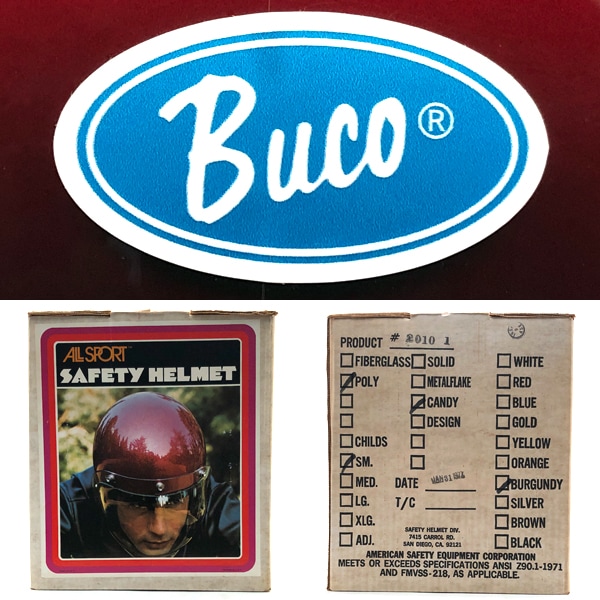 Buco®
ALL SPORT™
SAFETY HELMET
PRODUCT # 2010 1
FIBERGLASS SOLID WHITE
POLY METALFLAKE RED
CANDY BLUE
DESIGN GOLD
CHILDS YELLOW
SM. ORANGE
MED. DATE BURGUNDY
LG. T/C SILVER
XLG. BROWN
ADJ. BLACK
SAFETY HELMET DIV.
7415 CARROL RD.
SAN DIEGO, CA. 92121
AMERICAN SAFETY EQUIPMENT CORPORATION
MEETS OR EXCEEDS SPECIFICATIONS ANSI Z90.1-1971
AND FMVSS-218, AS APPLICABLE.